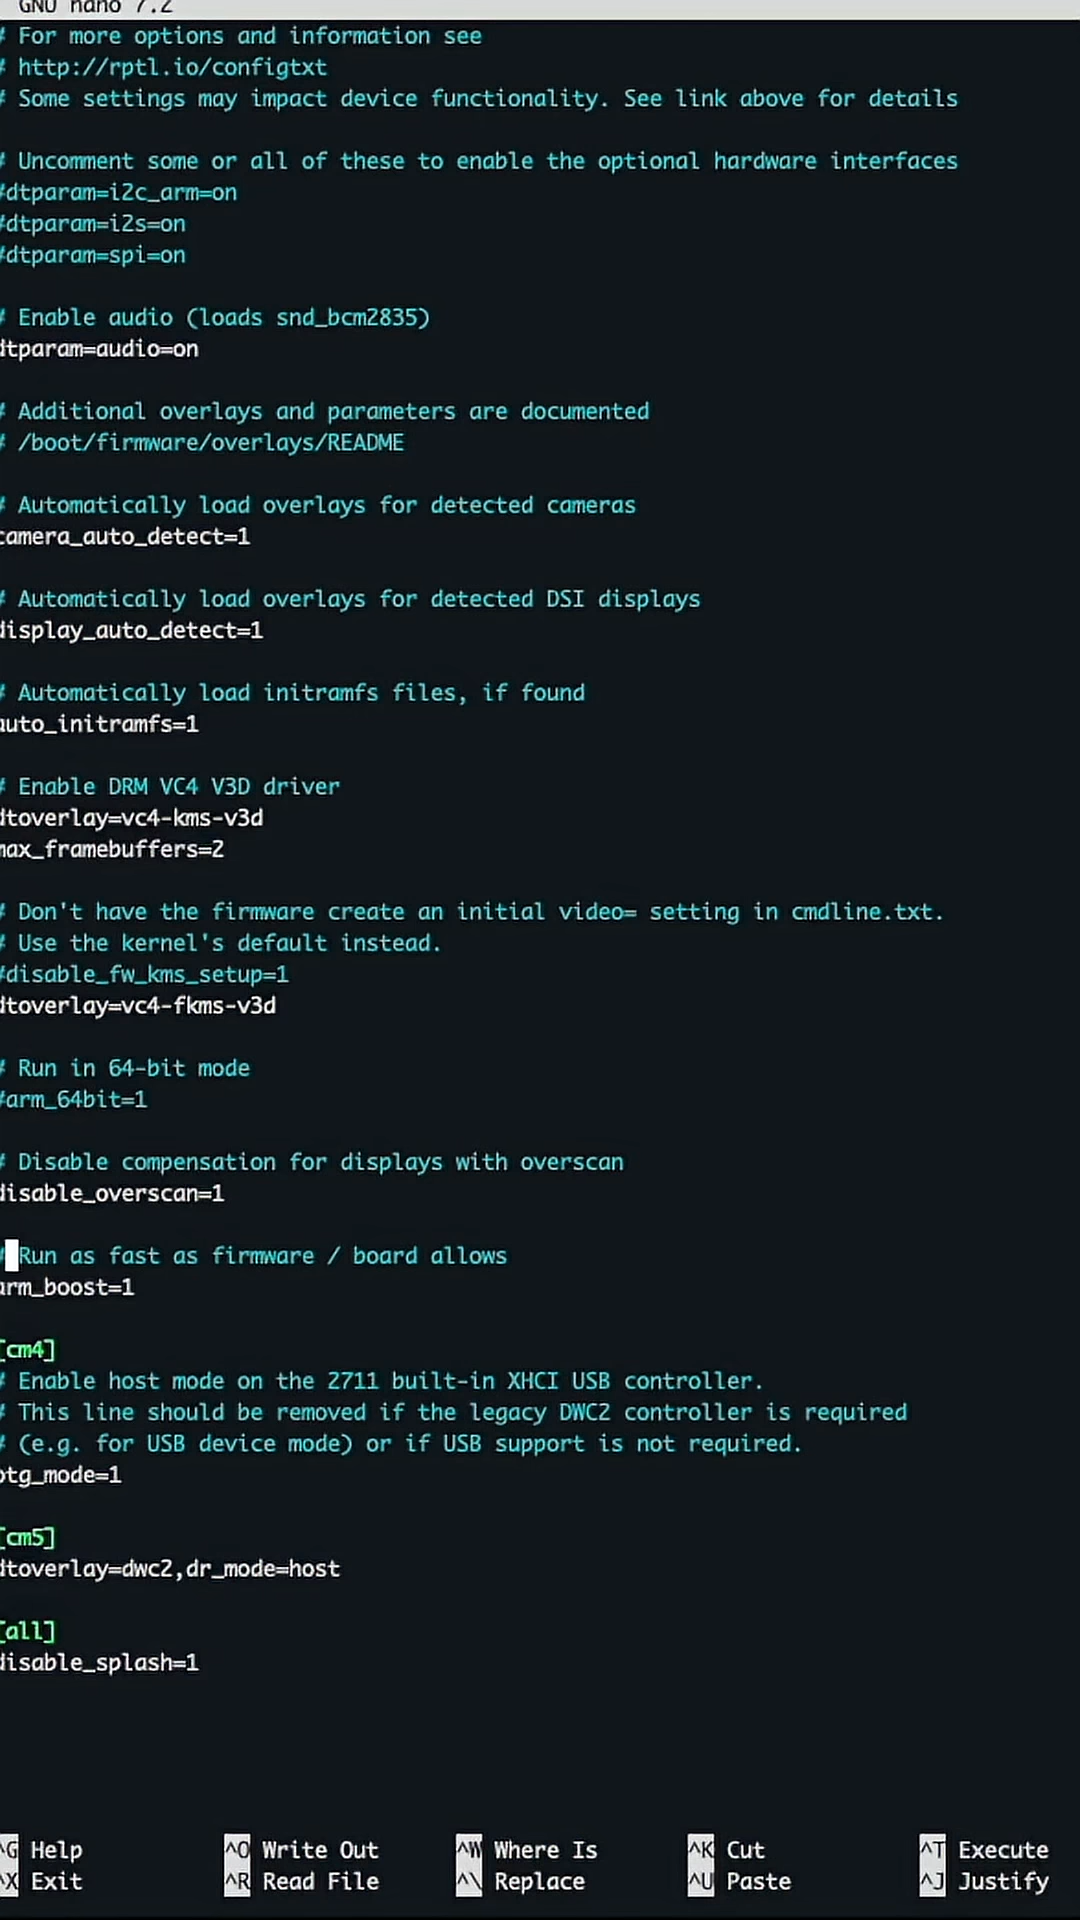 GNU nano 7.2
# For more options and information see
# http://rptl.io/configtxt
# Some settings may impact device functionality. See link above for details
# Uncomment some or all of these to enable the optional hardware interfaces
#dtparam=i2c_arm=on
#dtparam=i2s=on
#dtparam=spi=on
# Enable audio (loads snd_bcm2835)
dtparam=audio=on
# Additional overlays and parameters are documented
# /boot/firmware/overlays/README
# Automatically load overlays for detected cameras
camera_auto_detect=1
# Automatically load overlays for detected DSI displays
display_auto_detect=1
# Automatically load initramfs files, if found
auto_initramfs=1
# Enable DRM VC4 V3D driver
dtoverlay=vc4-kms-v3d
max_framebuffers=2
# Don't have the firmware create an initial video= setting in cmdline.txt.
# Use the kernel's default instead.
#disable_fw_kms_setup=1
dtoverlay=vc4-fkms-v3d
# Run in 64-bit mode
#arm_64bit=1
# Disable compensation for displays with overscan
disable_overscan=1
# Run as fast as firmware / board allows
arm_boost=1
[cm4]
# Enable host mode on the 2711 built-in XHCI USB controller.
# This line should be removed if the legacy DWC2 controller is required
# (e.g. for USB device mode) or if USB support is not required.
otg_mode=1
[cm5]
dtoverlay=dwc2,dr_mode=host
[all]
disable_splash=1
^G Help ^O Write Out ^W Where Is ^K Cut ^T Execute
^X Exit ^R Read File ^\ Replace ^U Paste ^J Justify